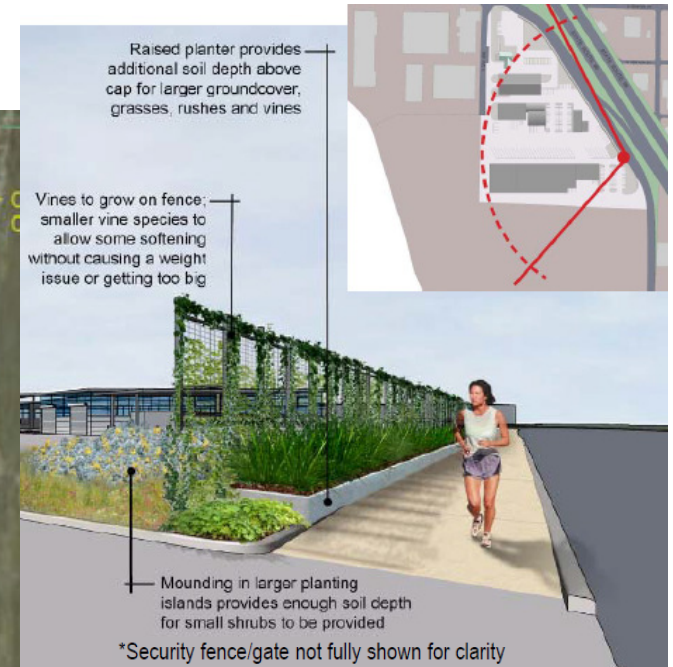 Raised planter provides
additional soil depth above
cap for larger groundcover,
grasses, rushes and vines
Vines to grow on fence;
smaller vine species to
allow some softening
without causing a weight
issue or getting too big
Mounding in larger planting
islands provides enough soil depth
for small shrubs to be provided
*Security fence/gate not fully shown for clarity